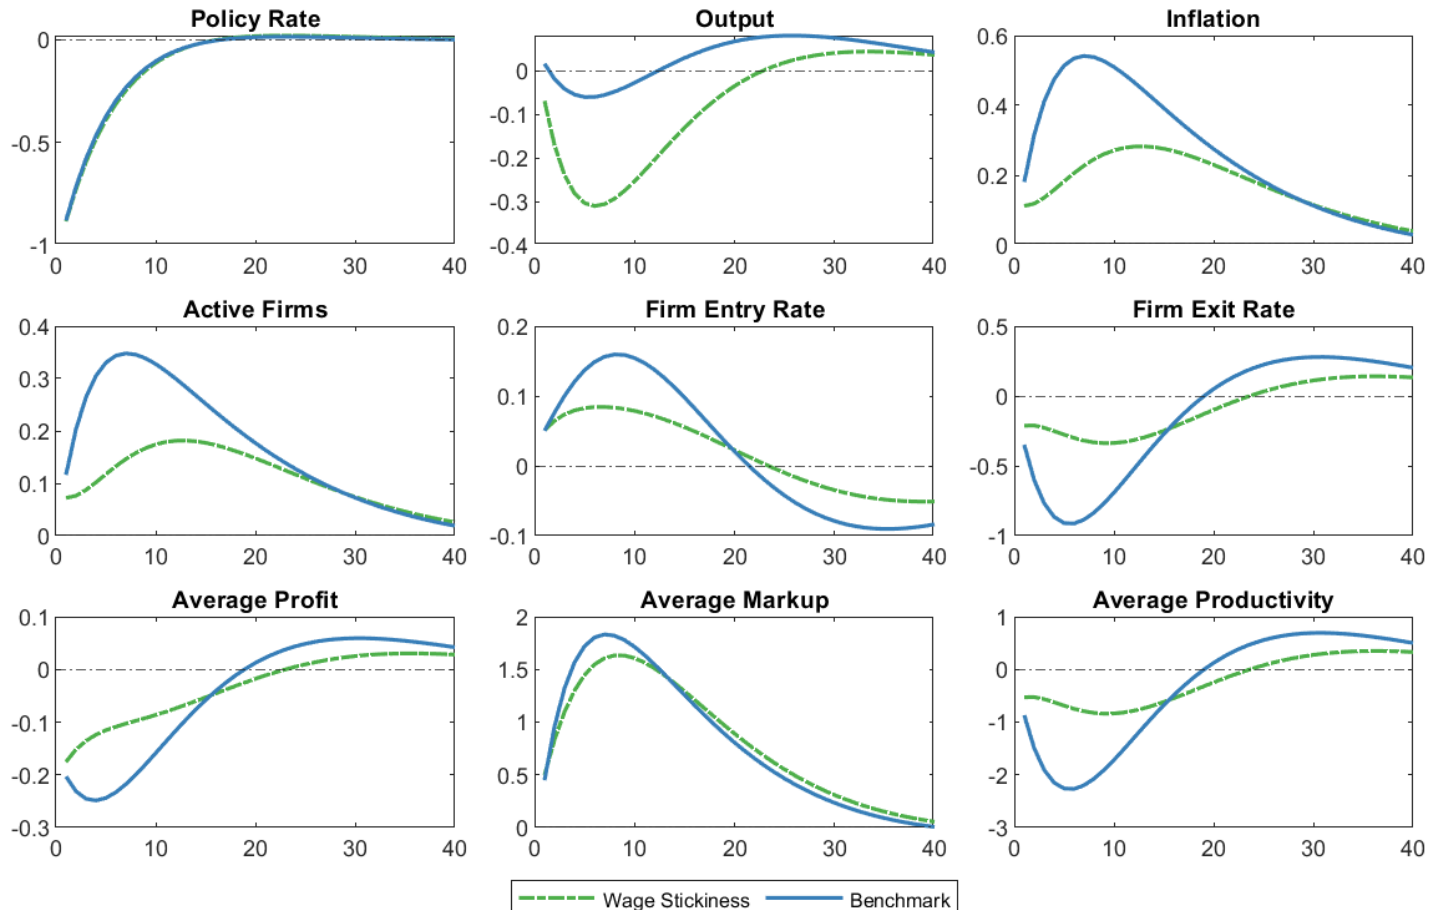 Policy Rate
0
-0.5
-1
0 10 20 30 40
Output
0
-0.1
-0.2
-0.3
-0.4
0 10 20 30 40
Inflation
0.6
0.4
0.2
0
0 10 20 30 40
Active Firms
0.4
0.3
0.2
0.1
0
0 10 20 30 40
Firm Entry Rate
0.2
0.1
0
-0.1
0 10 20 30 40
Firm Exit Rate
0.5
0
-0.5
-1
0 10 20 30 40
Average Profit
0.1
0
-0.1
-0.2
-0.3
0 10 20 30 40
Average Markup
2
1.5
1
0.5
0
0 10 20 30 40
Average Productivity
1
0
-1
-2
-3
0 10 20 30 40
Wage Stickiness Benchmark